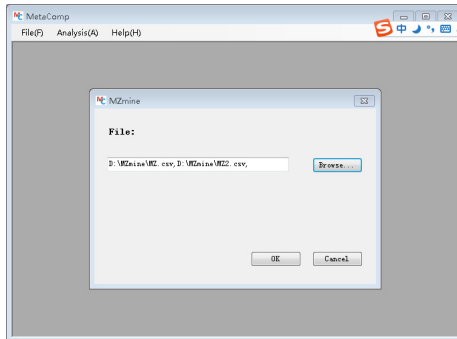 MetaComp
File(F) Analysis(A) Help(H)
中
MZmine
File:
D:\MZmine\MZ.csv,D:\MZmine\MZ2.csv,
Browse...
OK Cancel